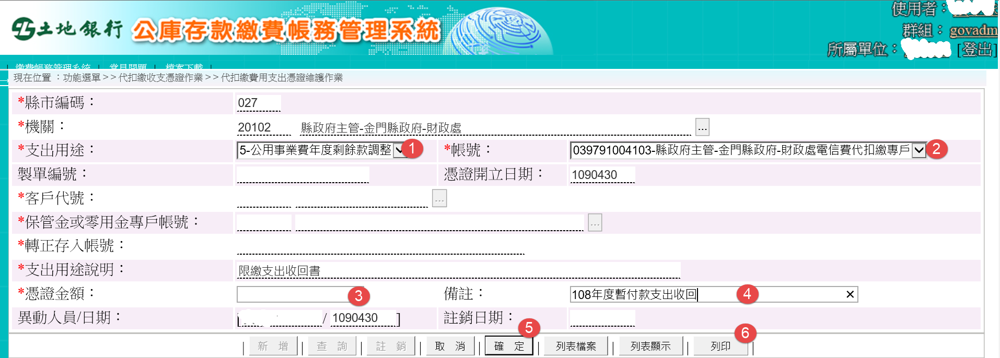 土地銀行 公庫存款繳費帳務管理系統
使用者：
群組： govadm
所屬單位： [登出]
| 繳費帳務管理系統 | 常見問題 | 檔案下載 |
現在位置 ：功能選單>>代扣繳收支憑證作業>>代扣繳費用支出憑證維護作業
*縣市編碼： 027
*機關： 20102 縣政府主管-金門縣政府-財政處 ...
*支出用途： 5-公用事業費年度剩餘款調整 1 *帳號： 039791004103-縣政府主管-金門縣政府-財政處電信費代扣繳專戶 2
製單編號： 憑證開立日期： 1090430
*客戶代號： ...
*保管金或零用金專戶帳號： ...
*轉正存入帳號：
*支出用途說明： 限繳支出收回書
*憑證金額： 3 備註： 108年度暫付款支出收回 4 ×
異動人員/日期： [ / 1090430 ] 註銷日期：
5 6
| 新 增 | 查 詢 | 註 銷 | 取 消 | 確 定 | 列表檔案 | 列表顯示 | 列印 |